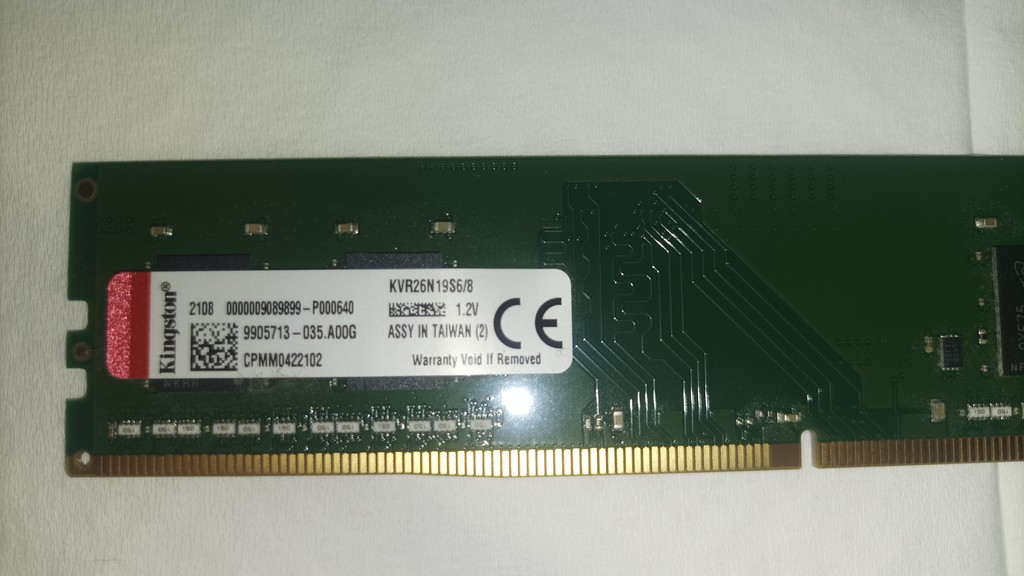 Kingston®
KVR26N19S6/8
2108 0000009089899-P000640
1.2V
9905713-035.A00G
ASSY IN TAIWAN (2)
CE
CPMM0422102
Warranty Void If Removed